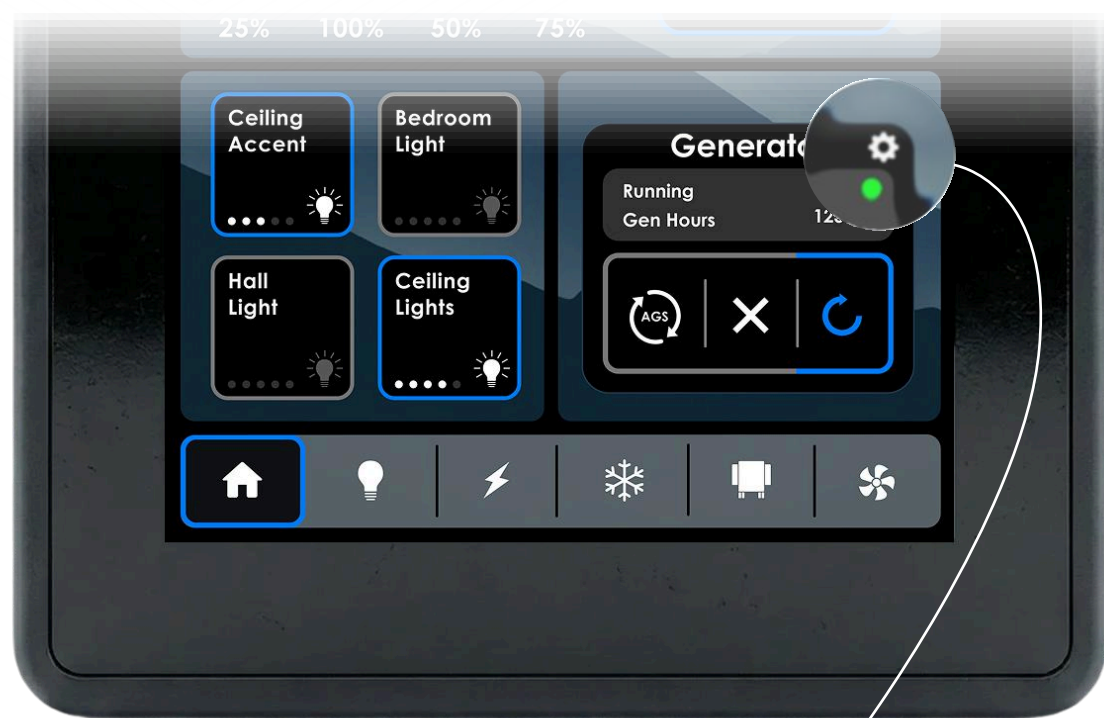 25% 100% 50% 75%
Ceiling
Accent
Bedroom
Light
Hall
Light
Ceiling
Lights
Running
Gen Hours
AGS